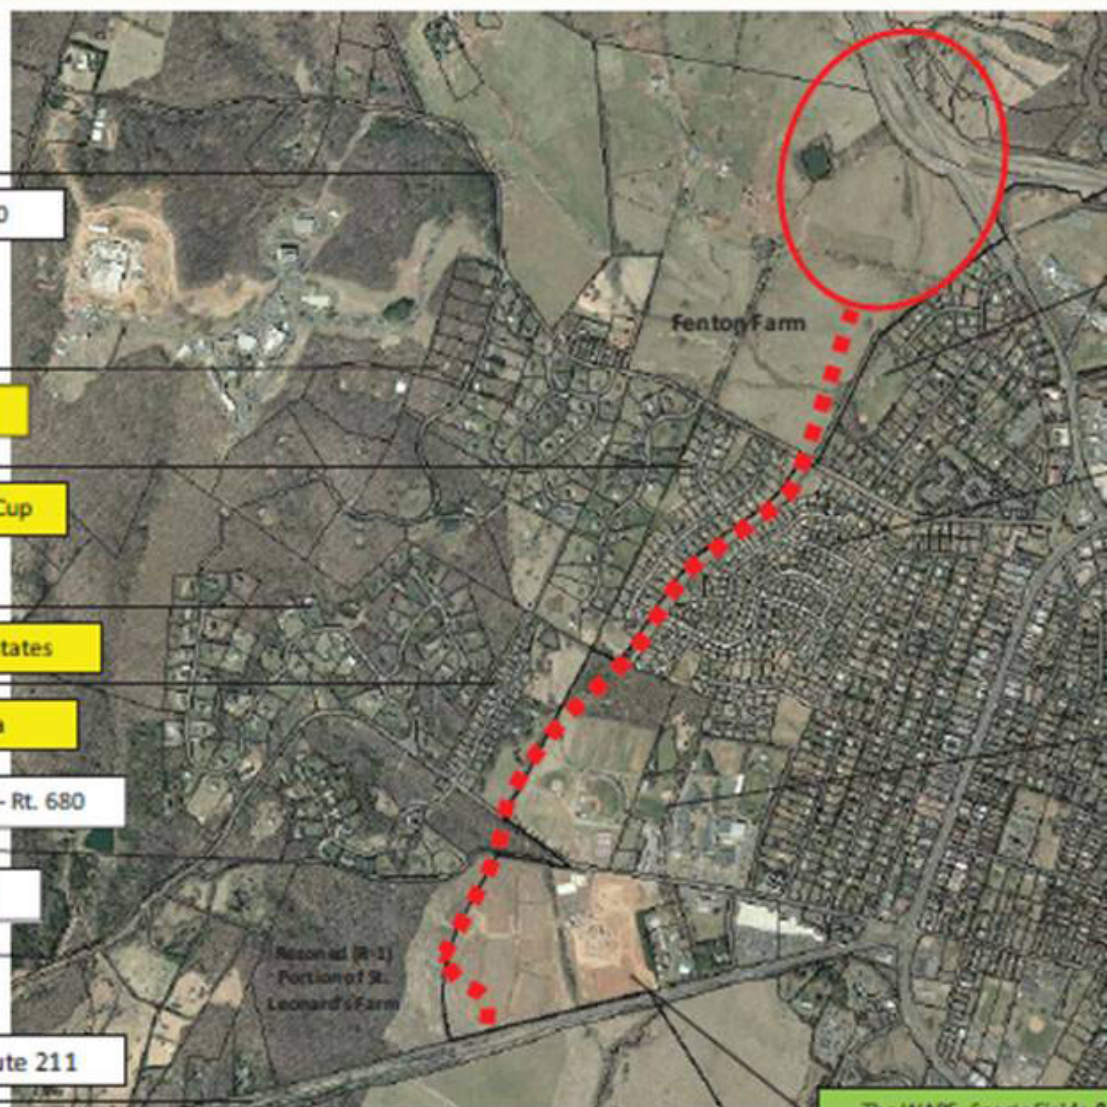 0
Fenton Farm
Cup
tates
a
- Rt. 680
Rezoned (R-1)
Portion of St.
Leonard's Farm
ute 211